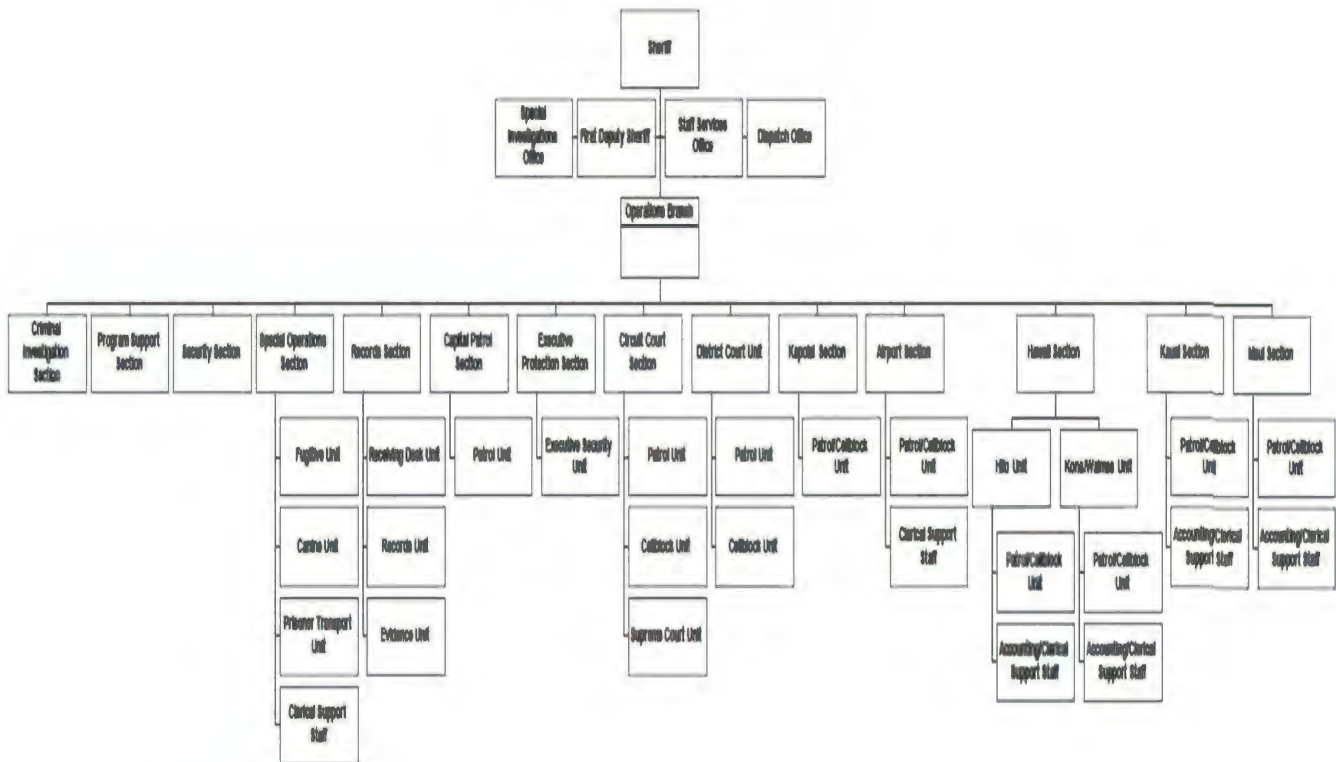 Sheriff
Special
Investigations
Office
First Deputy Sheriff
Staff Services
Office
Dispatch Office
Operations Branch
Criminal
Investigation
Section
Program Support
Section
Security Section
Special Operations
Section
Records Section
Capital Patrol
Section
Executive
Protection Section
Circuit Court
Section
District Court Unit
Kapolei Section
Airport Section
Hawaii Section
Kauai Section
Maui Section
Fugitive Unit
Receiving Desk Unit
Patrol Unit
Executive Security
Unit
Patrol Unit
Patrol Unit
Patrol/Cellblock
Unit
Patrol/Cellblock
Unit
Hilo Unit
Kona/Waimea Unit
Patrol/Cellblock
Unit
Patrol/Cellblock
Unit
Canine Unit
Records Unit
Cellblock Unit
Cellblock Unit
Clerical Support
Staff
Patrol/Cellblock
Unit
Patrol/Cellblock
Unit
Accounting/Clerical
Support Staff
Accounting/Clerical
Support Staff
Prisoner Transport
Unit
Evidence Unit
Supreme Court Unit
Accounting/Clerical
Support Staff
Accounting/Clerical
Support Staff
Clerical Support
Staff